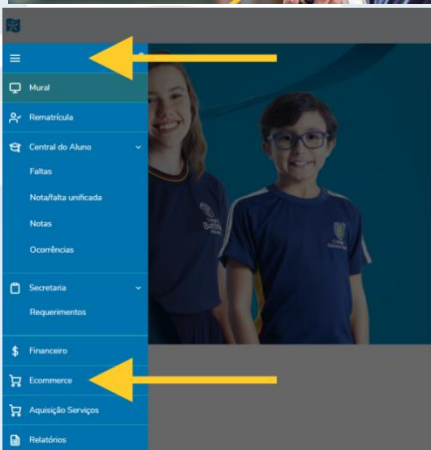 Mural
Rematrícula
Central do Aluno
Faltas
Nota/falta unificada
Notas
Ocorrências
Secretaria
Requerimentos
Financeiro
Ecommerce
Aquisição Serviços
Relatórios